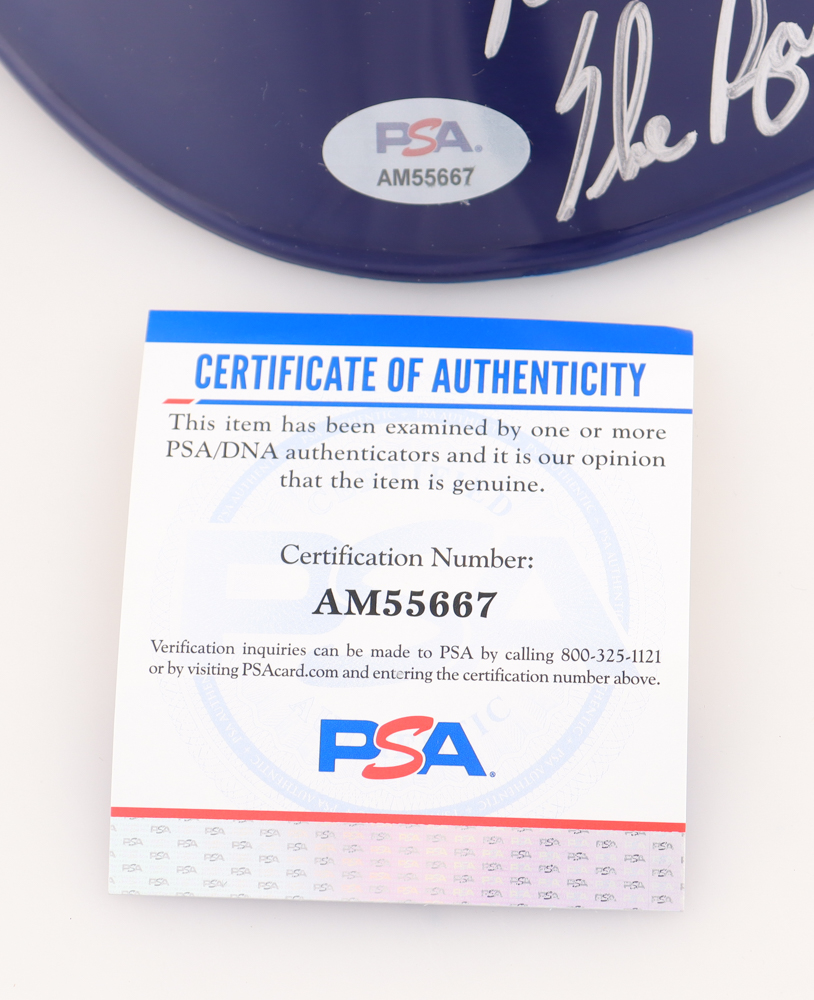 The
PSA.
AM55667
CERTIFICATE OF AUTHENTICITY
This item has been examined by one or more
PSA/DNA authenticators and it is our opinion
that the item is genuine.
Certification Number:
AM55667
Verification inquiries can be made to PSA by calling 800-325-1121
or by visiting PSAcard.com and entering the certification number above.
PSA